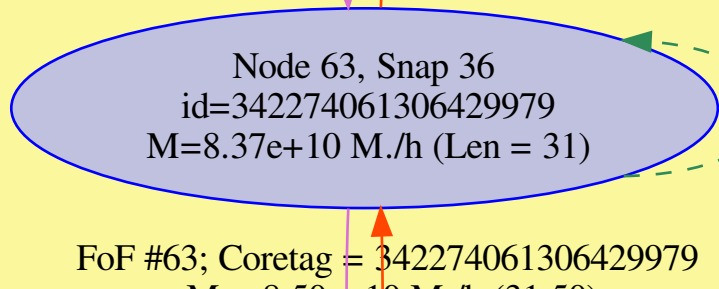 Node 63, Snap 36
id=342274061306429979
M=8.37e+10 M./h (Len = 31)
FoF #63; Coretag = 342274061306429979